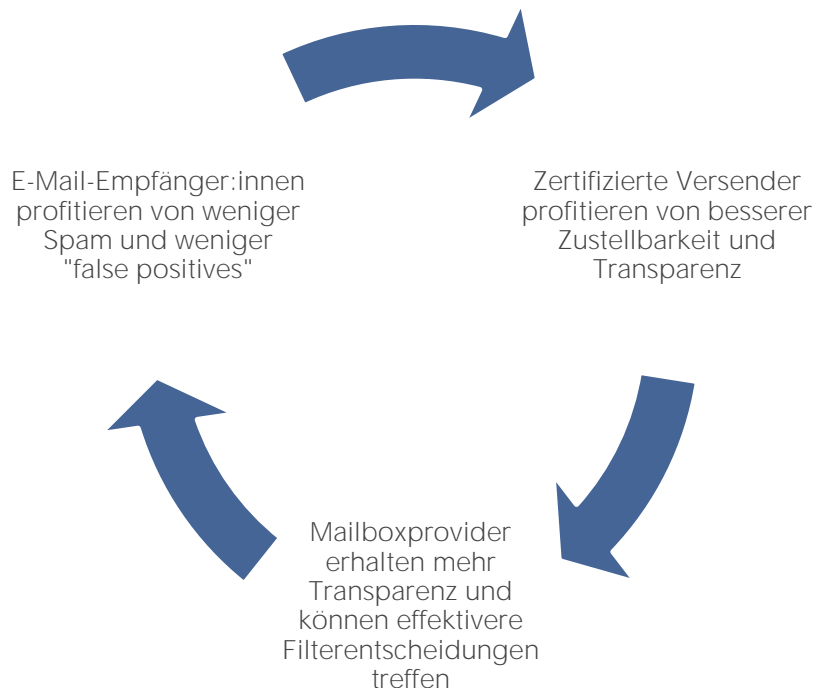 E-Mail-Empfänger:innen
profitieren von weniger
Spam und weniger
"false positives"
Zertifizierte Versender
profitieren von besserer
Zustellbarkeit und
Transparenz
Mailboxprovider
erhalten mehr
Transparenz und
können effektivere
Filterentscheidungen
treffen